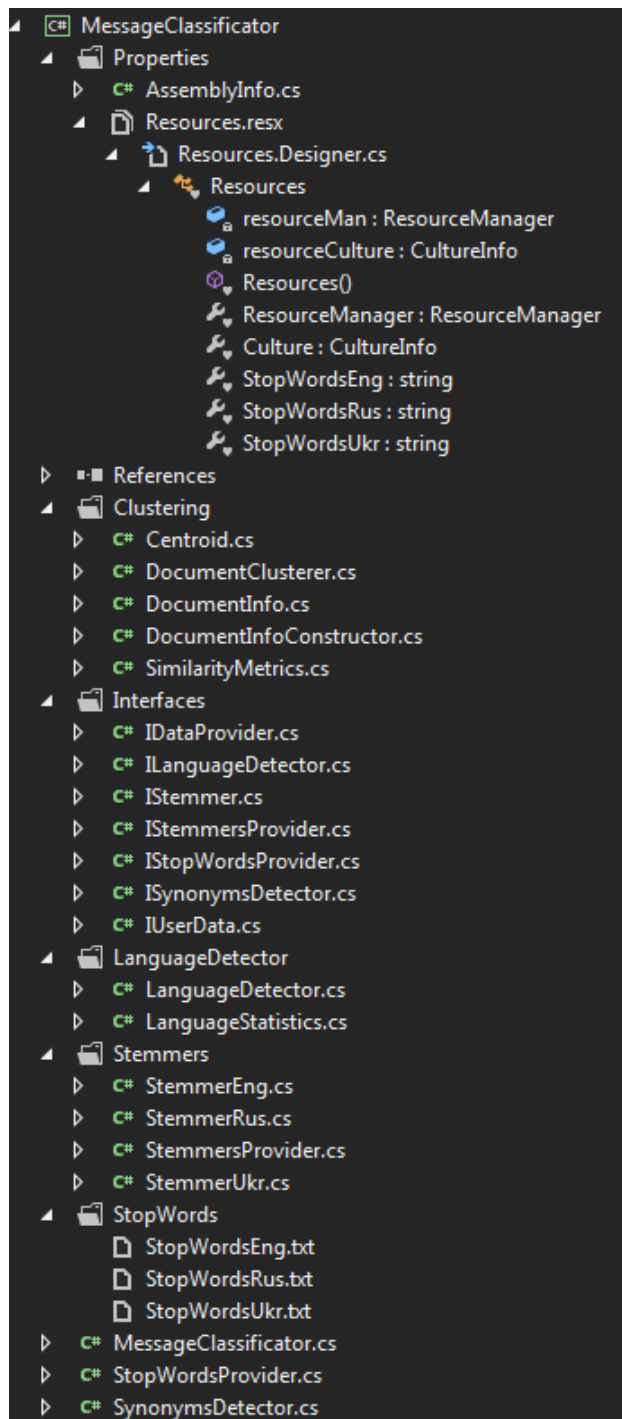 C# MessageClassificator
Properties
C# AssemblyInfo.cs
Resources.resx
Resources.Designer.cs
Resources
resourceMan : ResourceManager
resourceCulture : CultureInfo
Resources()
ResourceManager : ResourceManager
Culture : CultureInfo
StopWordsEng : string
StopWordsRus : string
StopWordsUkr : string
References
Clustering
C# Centroid.cs
C# DocumentClusterer.cs
C# DocumentInfo.cs
C# DocumentInfoConstructor.cs
C# SimilarityMetrics.cs
Interfaces
C# IDataProvider.cs
C# ILanguageDetector.cs
C# IStemmer.cs
C# IStemmersProvider.cs
C# IStopWordsProvider.cs
C# ISynonymsDetector.cs
C# IUserData.cs
LanguageDetector
C# LanguageDetector.cs
C# LanguageStatistics.cs
Stemmers
C# StemmerEng.cs
C# StemmerRus.cs
C# StemmersProvider.cs
C# StemmerUkr.cs
StopWords
StopWordsEng.txt
StopWordsRus.txt
StopWordsUkr.txt
C# MessageClassificator.cs
C# StopWordsProvider.cs
C# SynonymsDetector.cs